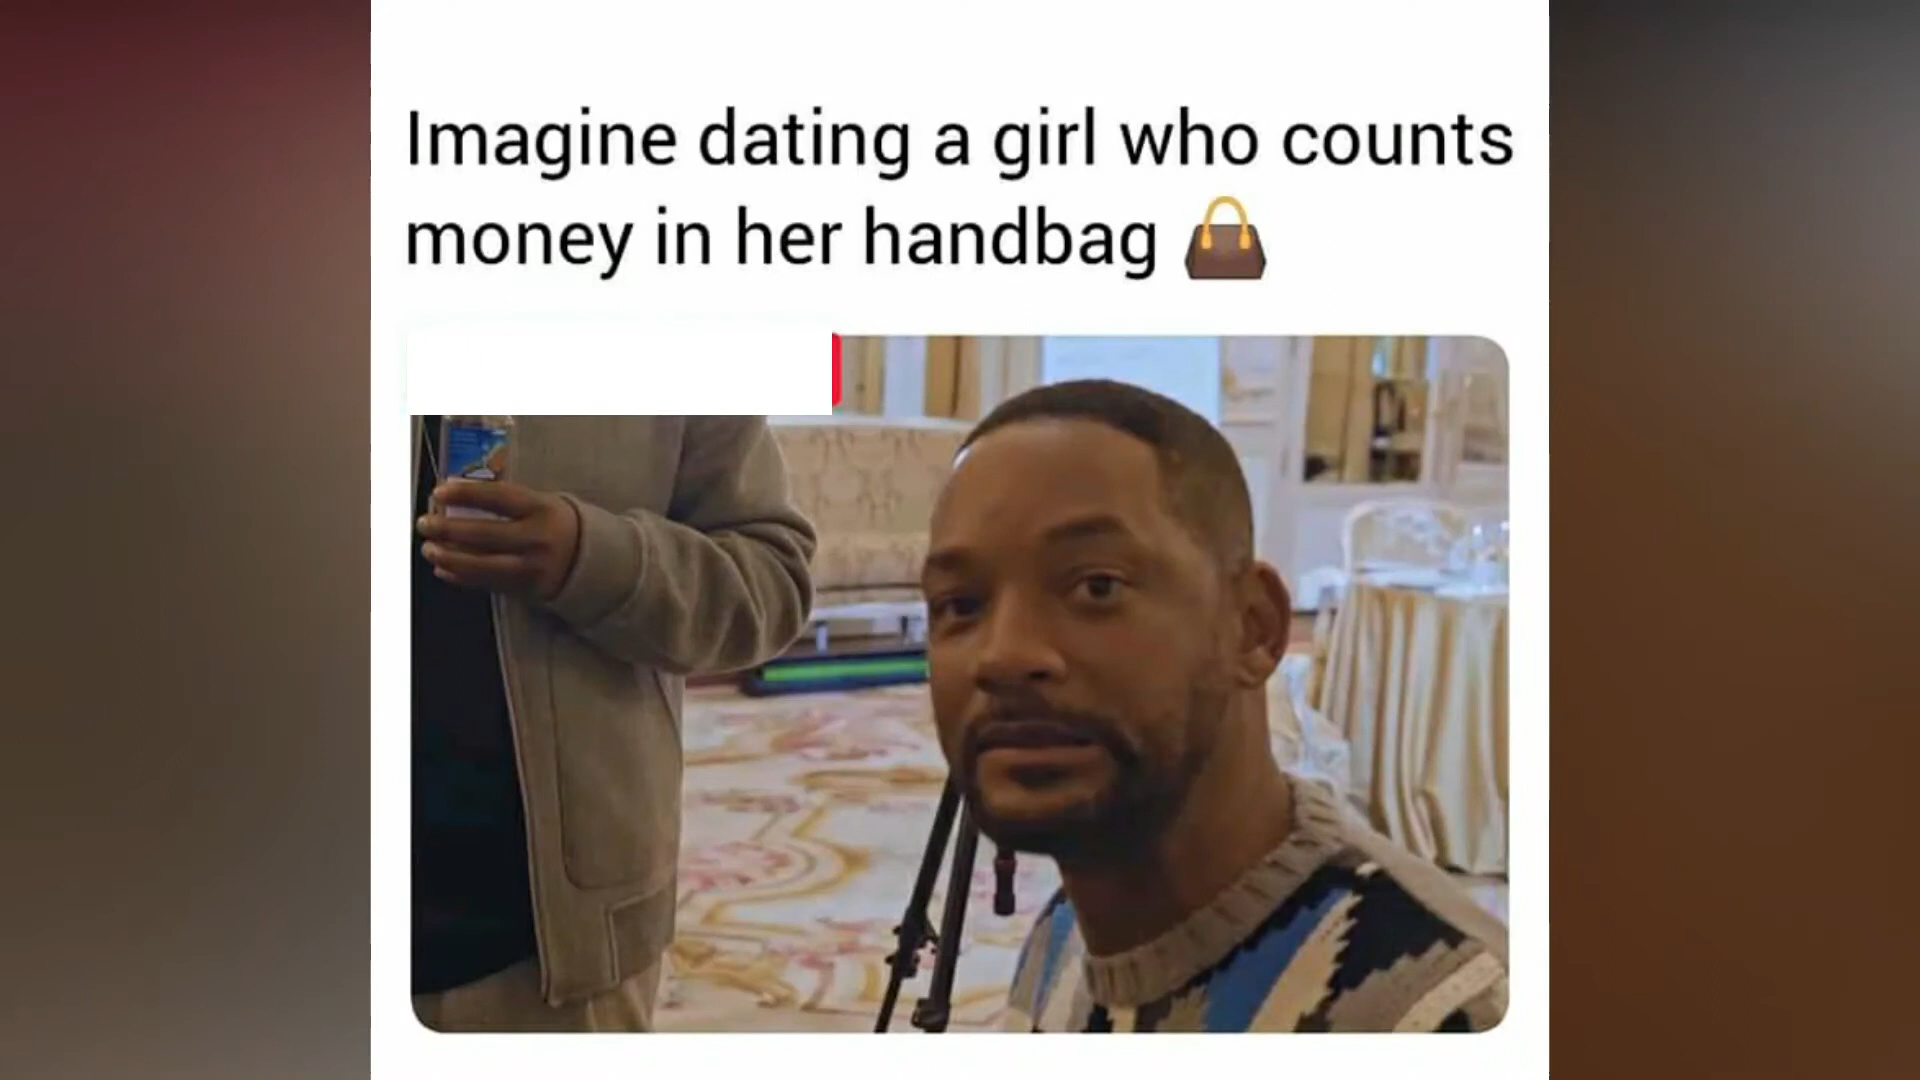 Imagine dating a girl who counts
money in her handbag 👜